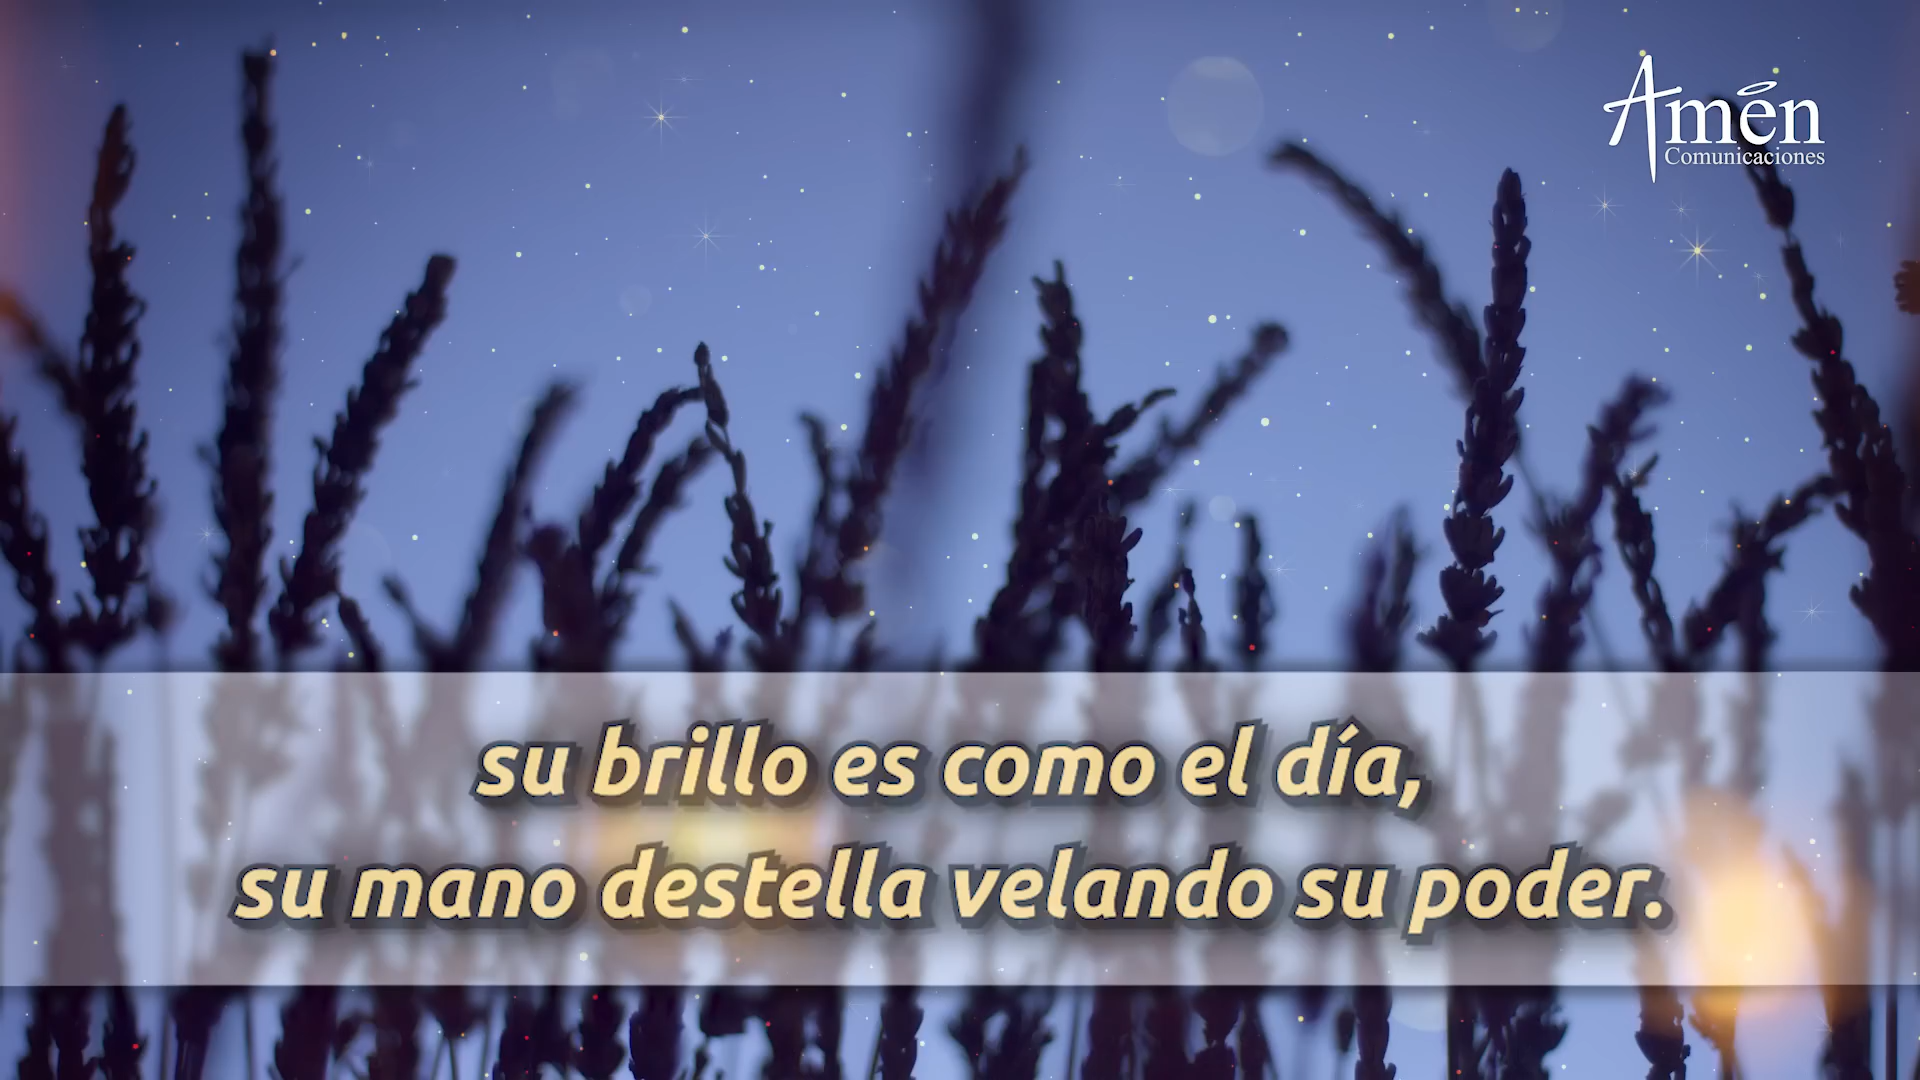 Amén
Comunicaciones
su brillo es como el día,
su mano destella velando su poder.